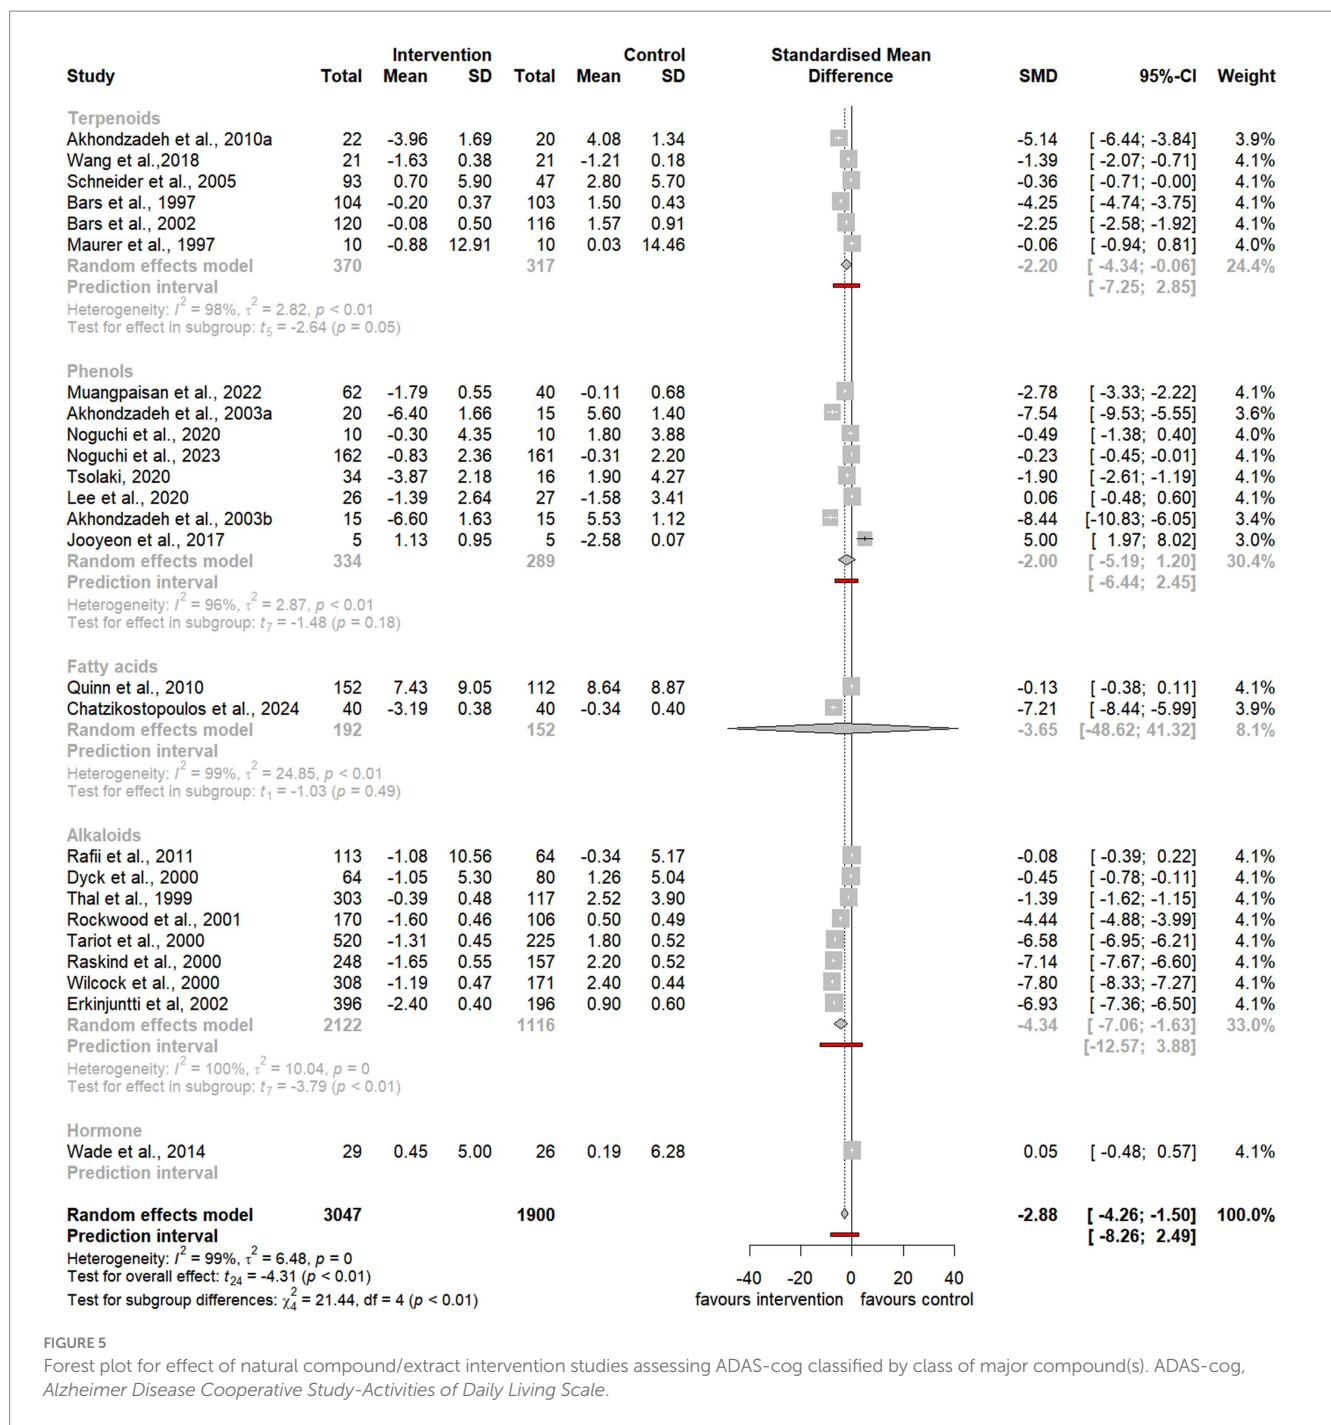 Intervention Control Standardised Mean
Study Total Mean SD Total Mean SD Difference SMD 95%-CI Weight
Terpenoids
Akhondzadeh et al., 2010a 22 -3.96 1.69 20 4.08 1.34 -5.14 [ -6.44; -3.84] 3.9%
Wang et al.,2018 21 -1.63 0.38 21 -1.21 0.18 -1.39 [ -2.07; -0.71] 4.1%
Schneider et al., 2005 93 0.70 5.90 47 2.80 5.70 -0.36 [ -0.71; -0.00] 4.1%
Bars et al., 1997 104 -0.20 0.37 103 1.50 0.43 -4.25 [ -4.74; -3.75] 4.1%
Bars et al., 2002 120 -0.08 0.50 116 1.57 0.91 -2.25 [ -2.58; -1.92] 4.1%
Maurer et al., 1997 10 -0.88 12.91 10 0.03 14.46 -0.06 [ -0.94; 0.81] 4.0%
Random effects model 370 317 -2.20 [ -4.34; -0.06] 24.4%
Prediction interval [ -7.25; 2.85]
Heterogeneity: I² = 98%, τ² = 2.82, p < 0.01
Test for effect in subgroup: t5 = -2.64 (p = 0.05)
Phenols
Muangpaisan et al., 2022 62 -1.79 0.55 40 -0.11 0.68 -2.78 [ -3.33; -2.22] 4.1%
Akhondzadeh et al., 2003a 20 -6.40 1.66 15 5.60 1.40 -7.54 [ -9.53; -5.55] 3.6%
Noguchi et al., 2020 10 -0.30 4.35 10 1.80 3.88 -0.49 [ -1.38; 0.40] 4.0%
Noguchi et al., 2023 162 -0.83 2.36 161 -0.31 2.20 -0.23 [ -0.45; -0.01] 4.1%
Tsolaki, 2020 34 -3.87 2.18 16 1.90 4.27 -1.90 [ -2.61; -1.19] 4.1%
Lee et al., 2020 26 -1.39 2.64 27 -1.58 3.41 0.06 [ -0.48; 0.60] 4.1%
Akhondzadeh et al., 2003b 15 -6.60 1.63 15 5.53 1.12 -8.44 [-10.83; -6.05] 3.4%
Jooyeon et al., 2017 5 1.13 0.95 5 -2.58 0.07 5.00 [ 1.97; 8.02] 3.0%
Random effects model 334 289 -2.00 [ -5.19; 1.20] 30.4%
Prediction interval [ -6.44; 2.45]
Heterogeneity: I² = 96%, τ² = 2.87, p < 0.01
Test for effect in subgroup: t7 = -1.48 (p = 0.18)
Fatty acids
Quinn et al., 2010 152 7.43 9.05 112 8.64 8.87 -0.13 [ -0.38; 0.11] 4.1%
Chatzikostopoulos et al., 2024 40 -3.19 0.38 40 -0.34 0.40 -7.21 [ -8.44; -5.99] 3.9%
Random effects model 192 152 -3.65 [-48.62; 41.32] 8.1%
Prediction interval
Heterogeneity: I² = 99%, τ² = 24.85, p < 0.01
Test for effect in subgroup: t1 = -1.03 (p = 0.49)
Alkaloids
Rafii et al., 2011 113 -1.08 10.56 64 -0.34 5.17 -0.08 [ -0.39; 0.22] 4.1%
Dyck et al., 2000 64 -1.05 5.30 80 1.26 5.04 -0.45 [ -0.78; -0.11] 4.1%
Thal et al., 1999 303 -0.39 0.48 117 2.52 3.90 -1.39 [ -1.62; -1.15] 4.1%
Rockwood et al., 2001 170 -1.60 0.46 106 0.50 0.49 -4.44 [ -4.88; -3.99] 4.1%
Tariot et al., 2000 520 -1.31 0.45 225 1.80 0.52 -6.58 [ -6.95; -6.21] 4.1%
Raskind et al., 2000 248 -1.65 0.55 157 2.20 0.52 -7.14 [ -7.67; -6.60] 4.1%
Wilcock et al., 2000 308 -1.19 0.47 171 2.40 0.44 -7.80 [ -8.33; -7.27] 4.1%
Erkinjuntti et al, 2002 396 -2.40 0.40 196 0.90 0.60 -6.93 [ -7.36; -6.50] 4.1%
Random effects model 2122 1116 -4.34 [ -7.06; -1.63] 33.0%
Prediction interval [-12.57; 3.88]
Heterogeneity: I² = 100%, τ² = 10.04, p = 0
Test for effect in subgroup: t7 = -3.79 (p < 0.01)
Hormone
Wade et al., 2014 29 0.45 5.00 26 0.19 6.28 0.05 [ -0.48; 0.57] 4.1%
Prediction interval
Random effects model 3047 1900 -2.88 [ -4.26; -1.50] 100.0%
Prediction interval [ -8.26; 2.49]
Heterogeneity: I² = 99%, τ² = 6.48, p = 0
Test for overall effect: t24 = -4.31 (p < 0.01) -40 -20 0 20 40
Test for subgroup differences: χ²4 = 21.44, df = 4 (p < 0.01) favours intervention favours control
FIGURE 5
Forest plot for effect of natural compound/extract intervention studies assessing ADAS-cog classified by class of major compound(s). ADAS-cog,
Alzheimer Disease Cooperative Study-Activities of Daily Living Scale.